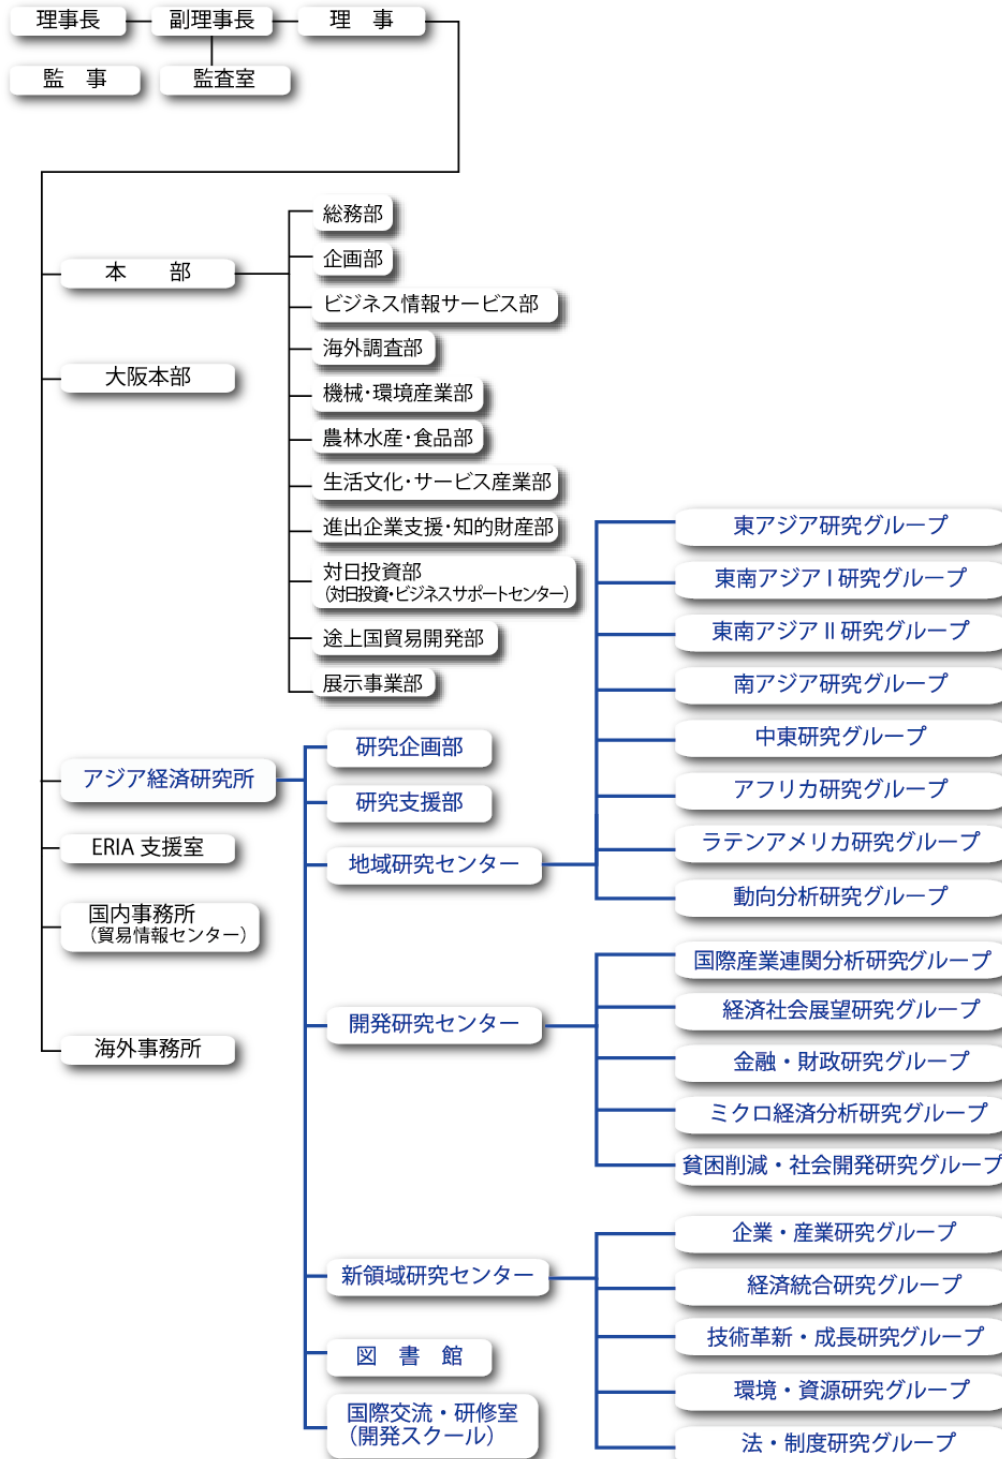 理事長
副理事長
理　事
監　事
監査室
本　　部
総務部
企画部
ビジネス情報サービス部
海外調査部
機械・環境産業部
農林水産・食品部
生活文化・サービス産業部
進出企業支援・知的財産部
対日投資部
（対日投資・ビジネスサポートセンター）
途上国貿易開発部
展示事業部
大阪本部
アジア経済研究所
研究企画部
研究支援部
地域研究センター
東アジア研究グループ
東南アジア I 研究グループ
東南アジア II 研究グループ
南アジア研究グループ
中東研究グループ
アフリカ研究グループ
ラテンアメリカ研究グループ
動向分析研究グループ
開発研究センター
国際産業連関分析研究グループ
経済社会展望研究グループ
金融・財政研究グループ
ミクロ経済分析研究グループ
貧困削減・社会開発研究グループ
新領域研究センター
企業・産業研究グループ
経済統合研究グループ
技術革新・成長研究グループ
環境・資源研究グループ
法・制度研究グループ
図　書　館
国際交流・研修室
（開発スクール）
ERIA 支援室
国内事務所
（貿易情報センター）
海外事務所